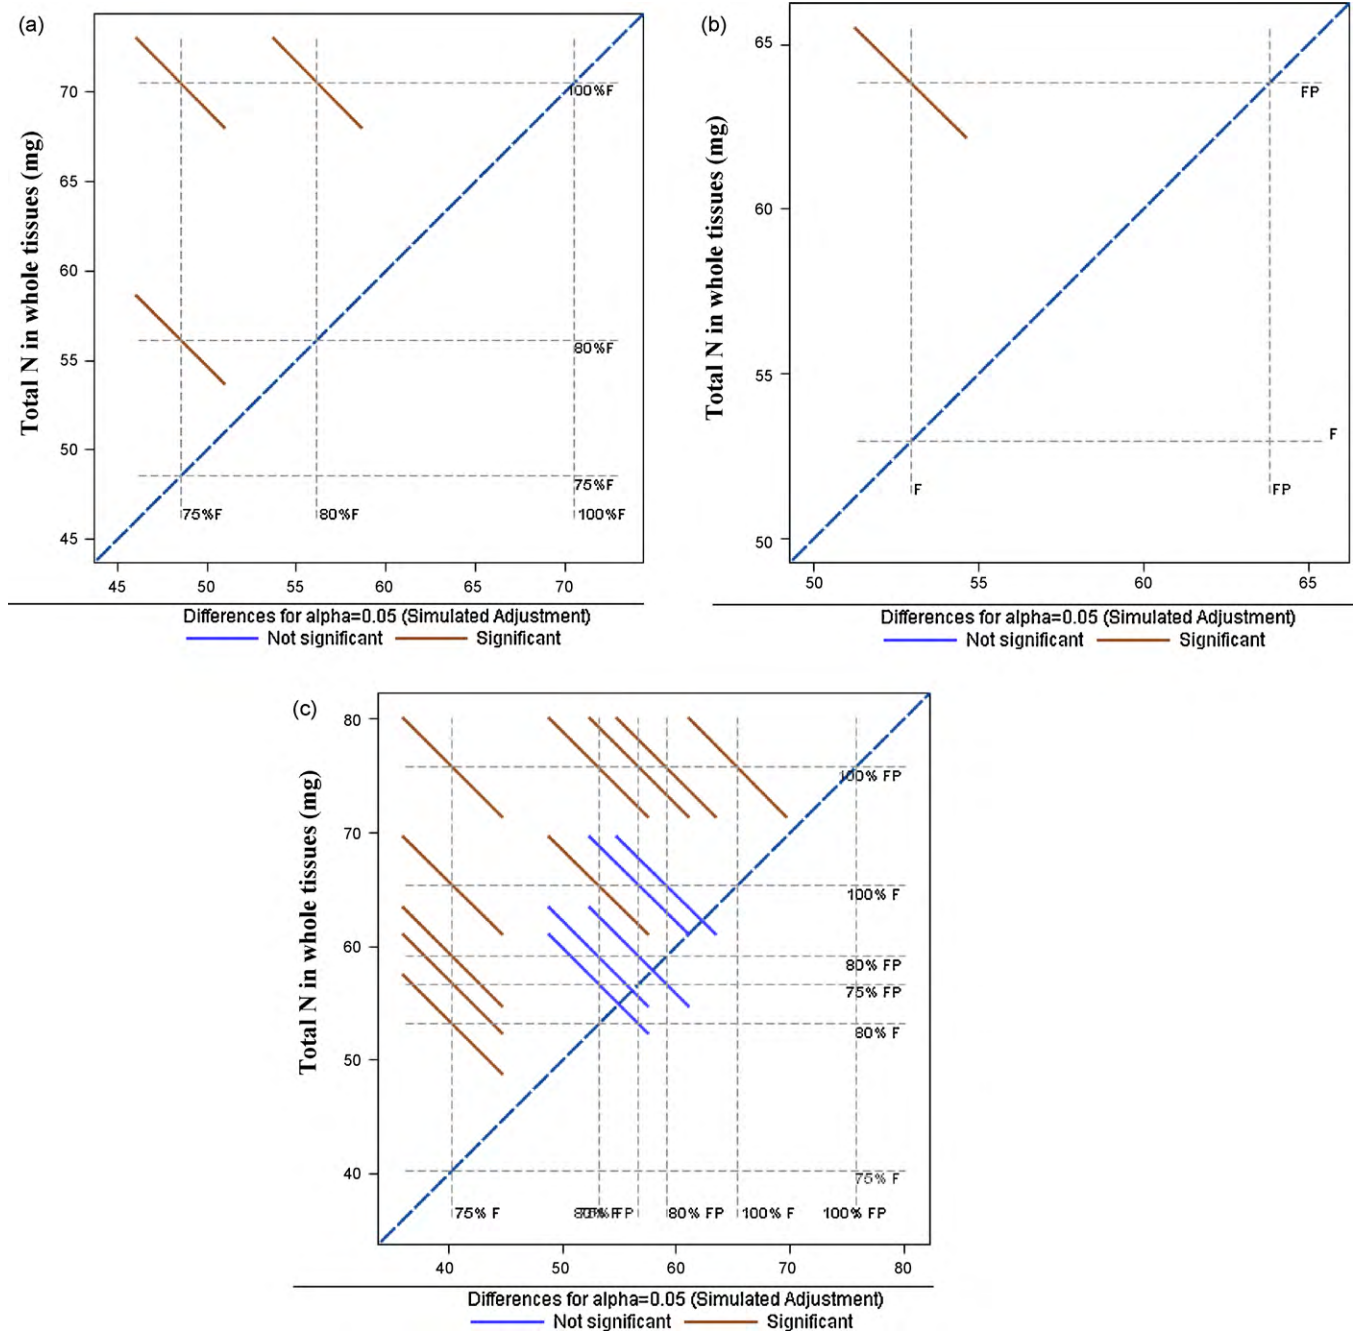 (a)
Total N in whole tissues (mg)
70
65
60
55
50
45
100%F
80%F
75%F
75%F 80%F 100%F
45 50 55 60 65 70
Differences for alpha=0.05 (Simulated Adjustment)
Not significant Significant
(b)
Total N in whole tissues (mg)
65
60
55
50
FP
F
F FP
50 55 60 65
Differences for alpha=0.05 (Simulated Adjustment)
Not significant Significant
(c)
Total N in whole tissues (mg)
80
70
60
50
40
100% FP
100% F
80% FP
75% FP
80% F
75% F
75% F 80% F 75% FP 80% FP 100% F 100% FP
40 50 60 70 80
Differences for alpha=0.05 (Simulated Adjustment)
Not significant Significant